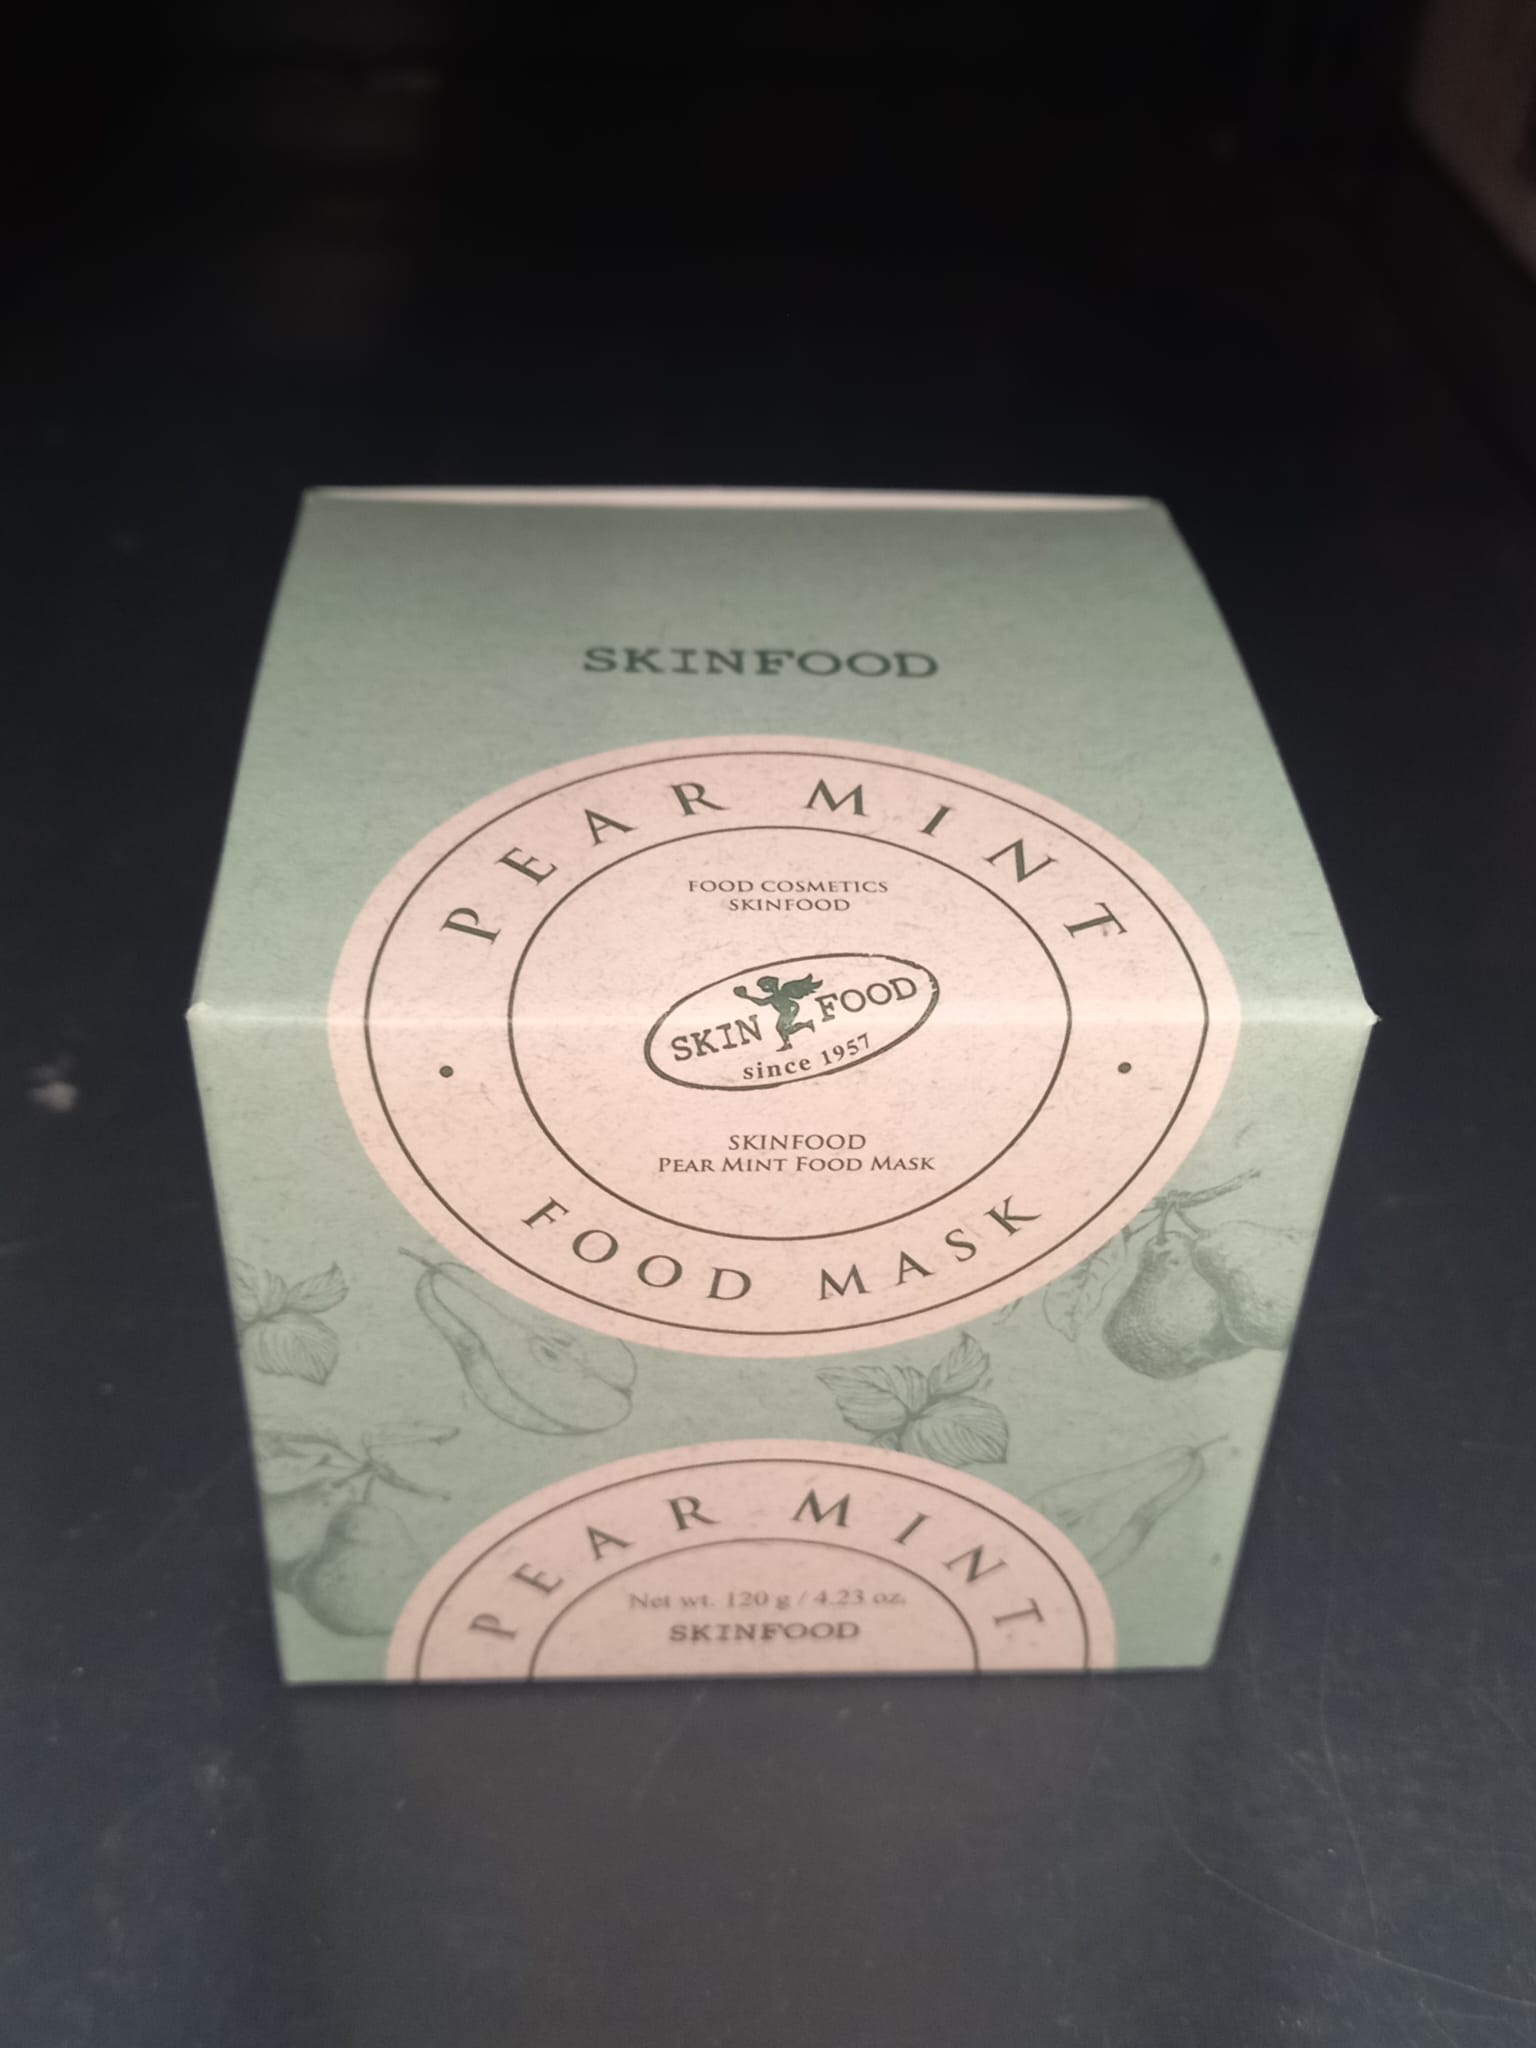 SKINFOOD
PEAR MINT
FOOD COSMETICS
SKINFOOD
SKIN FOOD
since 1957
SKINFOOD
PEAR MINT FOOD MASK
FOOD MASK
PEAR MINT
Net wt. 120 g / 4.23 oz.
SKINFOOD